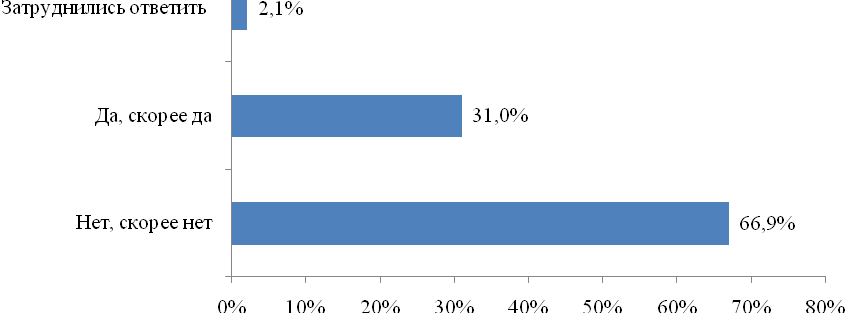 Затруднились ответить 2,1%
Да, скорее да 31,0%
Нет, скорее нет 66,9%
0% 10% 20% 30% 40% 50% 60% 70% 80%